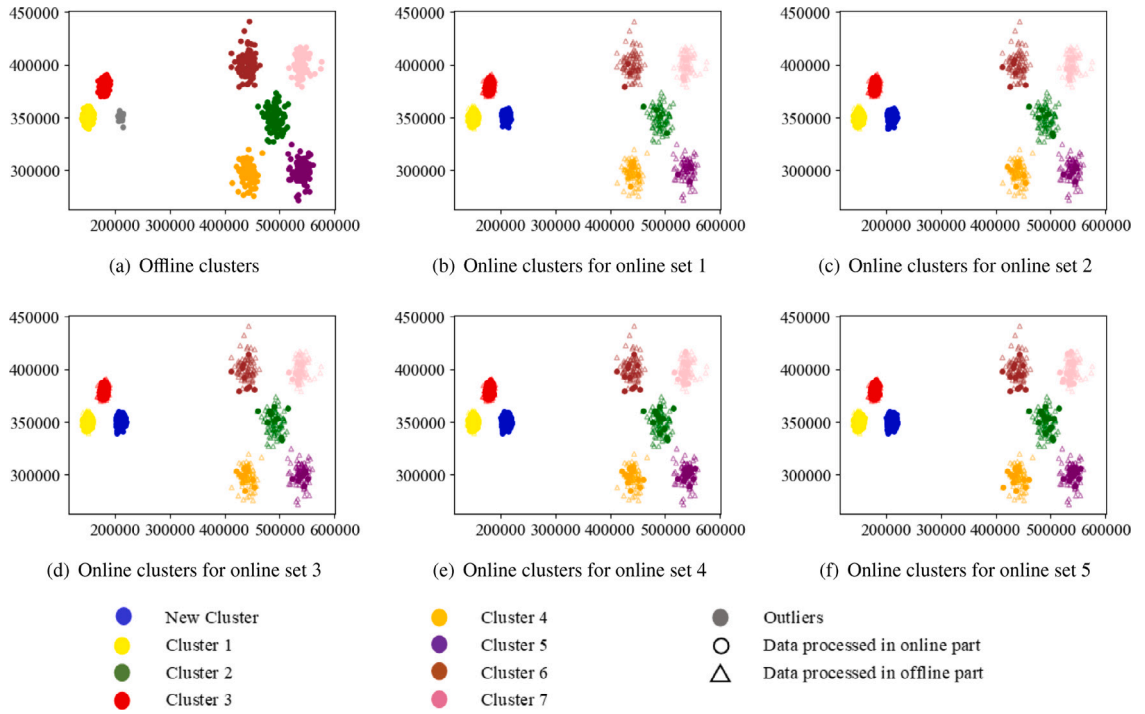 450000
400000
350000
300000
200000 300000 400000 500000 600000
(a) Offline clusters
450000
400000
350000
300000
200000 300000 400000 500000 600000
(b) Online clusters for online set 1
450000
400000
350000
300000
200000 300000 400000 500000 600000
(c) Online clusters for online set 2
450000
400000
350000
300000
200000 300000 400000 500000 600000
(d) Online clusters for online set 3
450000
400000
350000
300000
200000 300000 400000 500000 600000
(e) Online clusters for online set 4
450000
400000
350000
300000
200000 300000 400000 500000 600000
(f) Online clusters for online set 5
New Cluster
Cluster 1
Cluster 2
Cluster 3
Cluster 4
Cluster 5
Cluster 6
Cluster 7
Outliers
Data processed in online part
Data processed in offline part